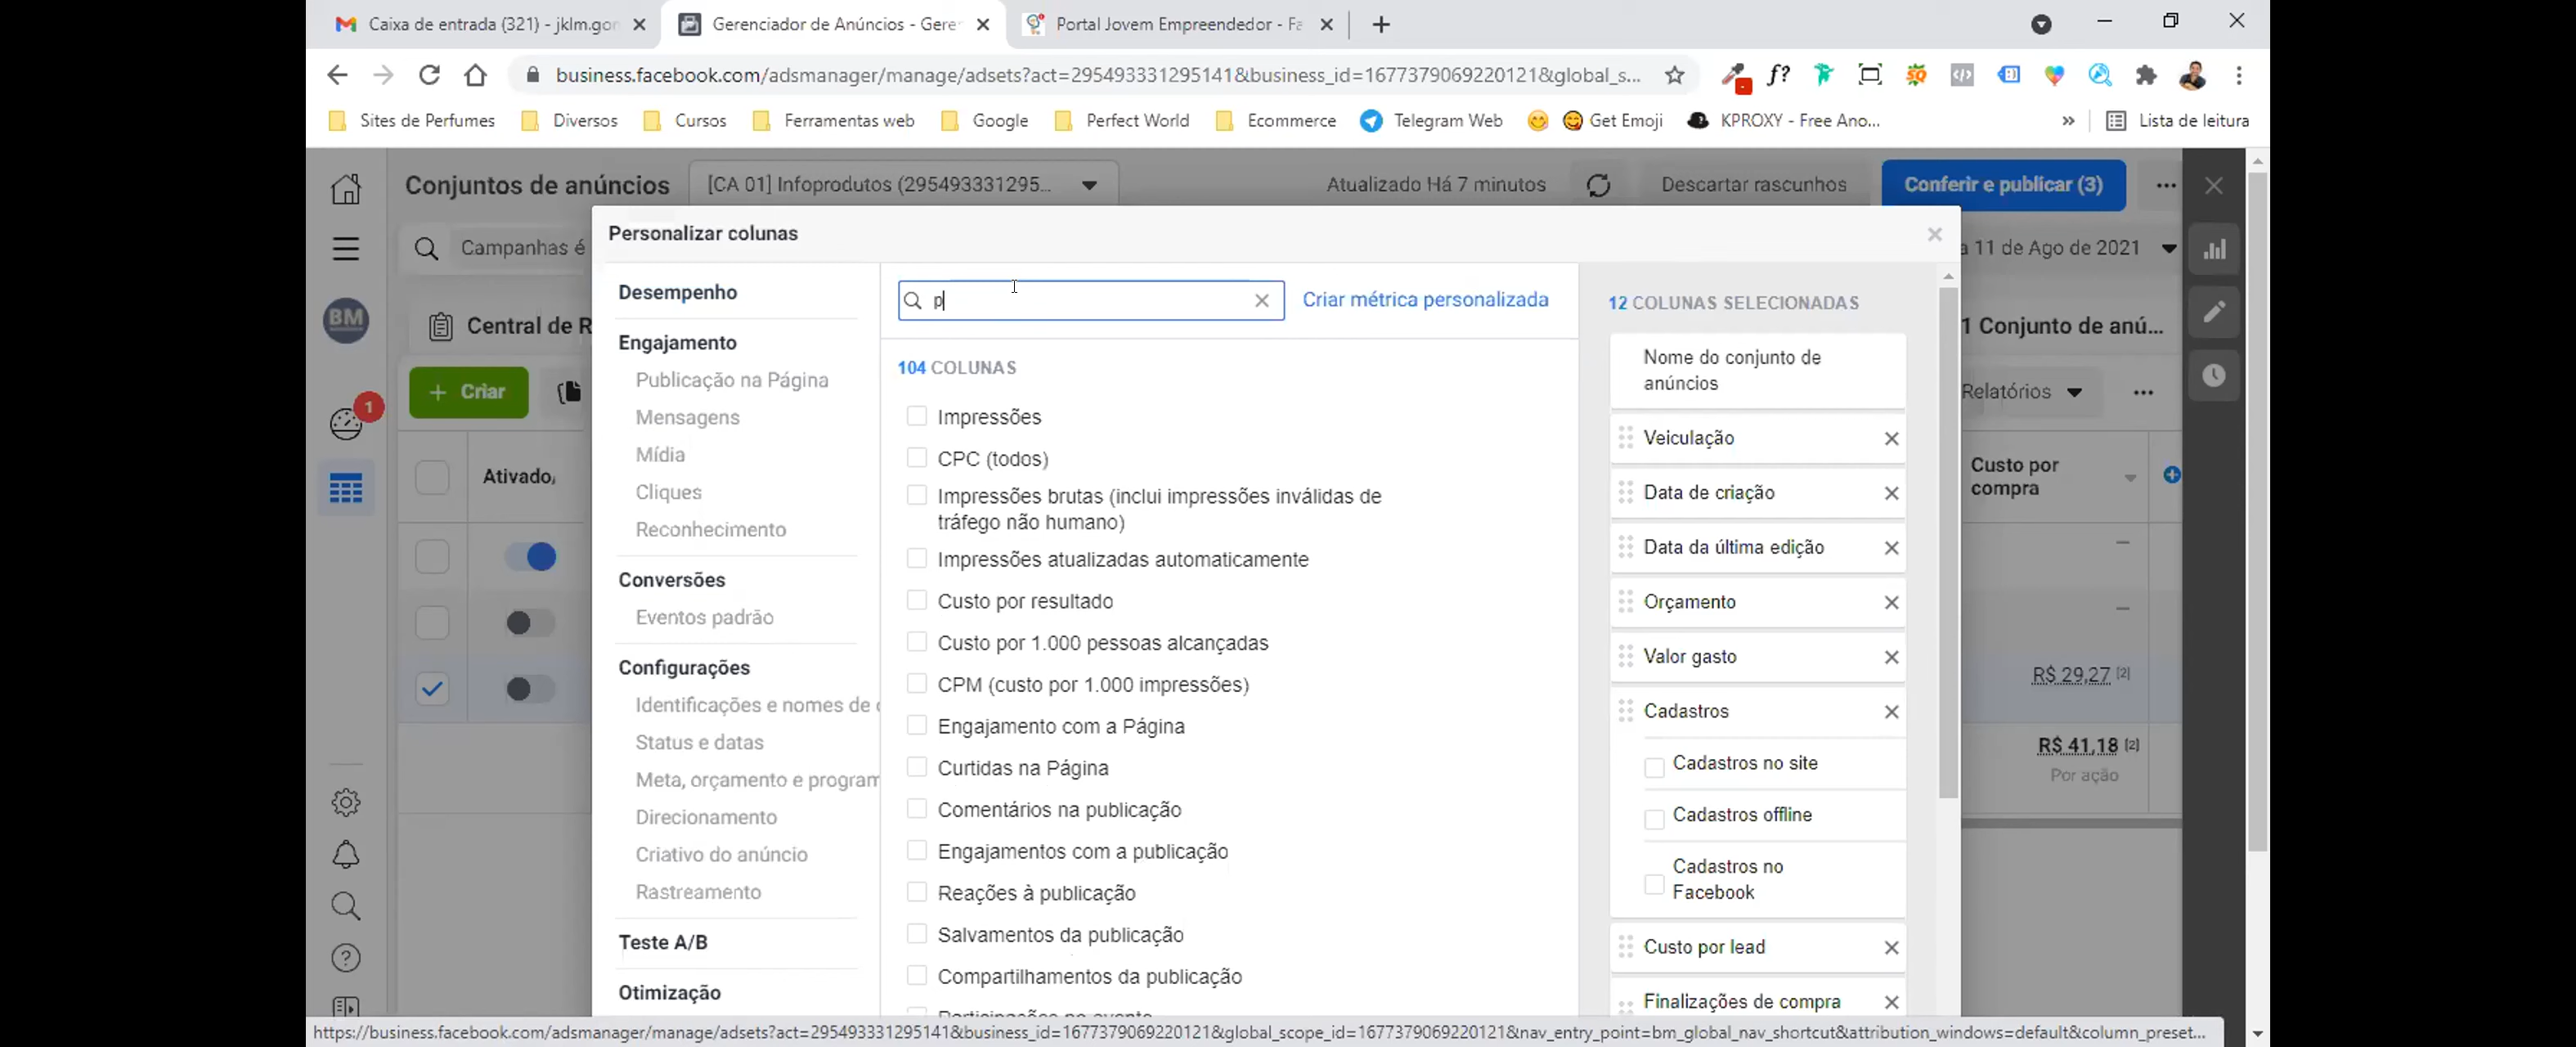 Caixa de entrada (321) - jklm.gon
Gerenciador de Anúncios - Gere
Portal Jovem Empreendedor - Fa
business.facebook.com/adsmanager/manage/adsets?act=295493331295141&business_id=1677379069220121&global_s...
Sites de Perfumes
Diversos
Cursos
Ferramentas web
Google
Perfect World
Ecommerce
Telegram Web
Get Emoji
KPROXY - Free Ano...
»
Lista de leitura
Conjuntos de anúncios
[CA 01] Infoprodutos (295493331295...
Atualizado Há 7 minutos
Descartar rascunhos
Conferir e publicar (3)
Campanhas é
a 11 de Ago de 2021
BM
Central de R
1 Conjunto de anú...
+ Criar
Relatórios
1
Ativado
Custo por
compra
—
—
R$ 29,27 [2]
R$ 41,18 [2]
Por ação
Personalizar colunas
Desempenho
Engajamento
Publicação na Página
Mensagens
Mídia
Cliques
Reconhecimento
Conversões
Eventos padrão
Configurações
Identificações e nomes de
Status e datas
Meta, orçamento e program
Direcionamento
Criativo do anúncio
Rastreamento
Teste A/B
Otimização
p
Criar métrica personalizada
104 COLUNAS
Impressões
CPC (todos)
Impressões brutas (inclui impressões inválidas de
tráfego não humano)
Impressões atualizadas automaticamente
Custo por resultado
Custo por 1.000 pessoas alcançadas
CPM (custo por 1.000 impressões)
Engajamento com a Página
Curtidas na Página
Comentários na publicação
Engajamentos com a publicação
Reações à publicação
Salvamentos da publicação
Compartilhamentos da publicação
12 COLUNAS SELECIONADAS
Nome do conjunto de
anúncios
Veiculação
Data de criação
Data da última edição
Orçamento
Valor gasto
Cadastros
Cadastros no site
Cadastros offline
Cadastros no
Facebook
Custo por lead
Finalizações de compra
https://business.facebook.com/adsmanager/manage/adsets?act=295493331295141&business_id=1677379069220121&global_scope_id=1677379069220121&nav_entry_point=bm_global_nav_shortcut&attribution_windows=default&column_preset...